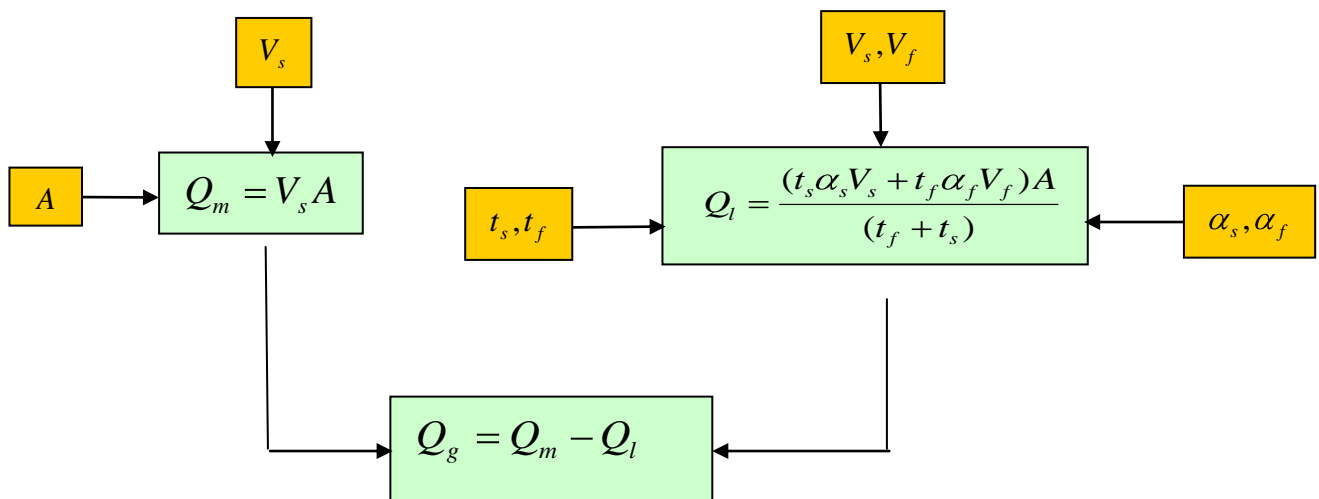 V_s
V_s, V_f
A
Q_m = V_s A
t_s, t_f
Q_l = \frac{(t_s α_s V_s + t_f α_f V_f) A}{(t_f + t_s)}
α_s, α_f
Q_g = Q_m − Q_l